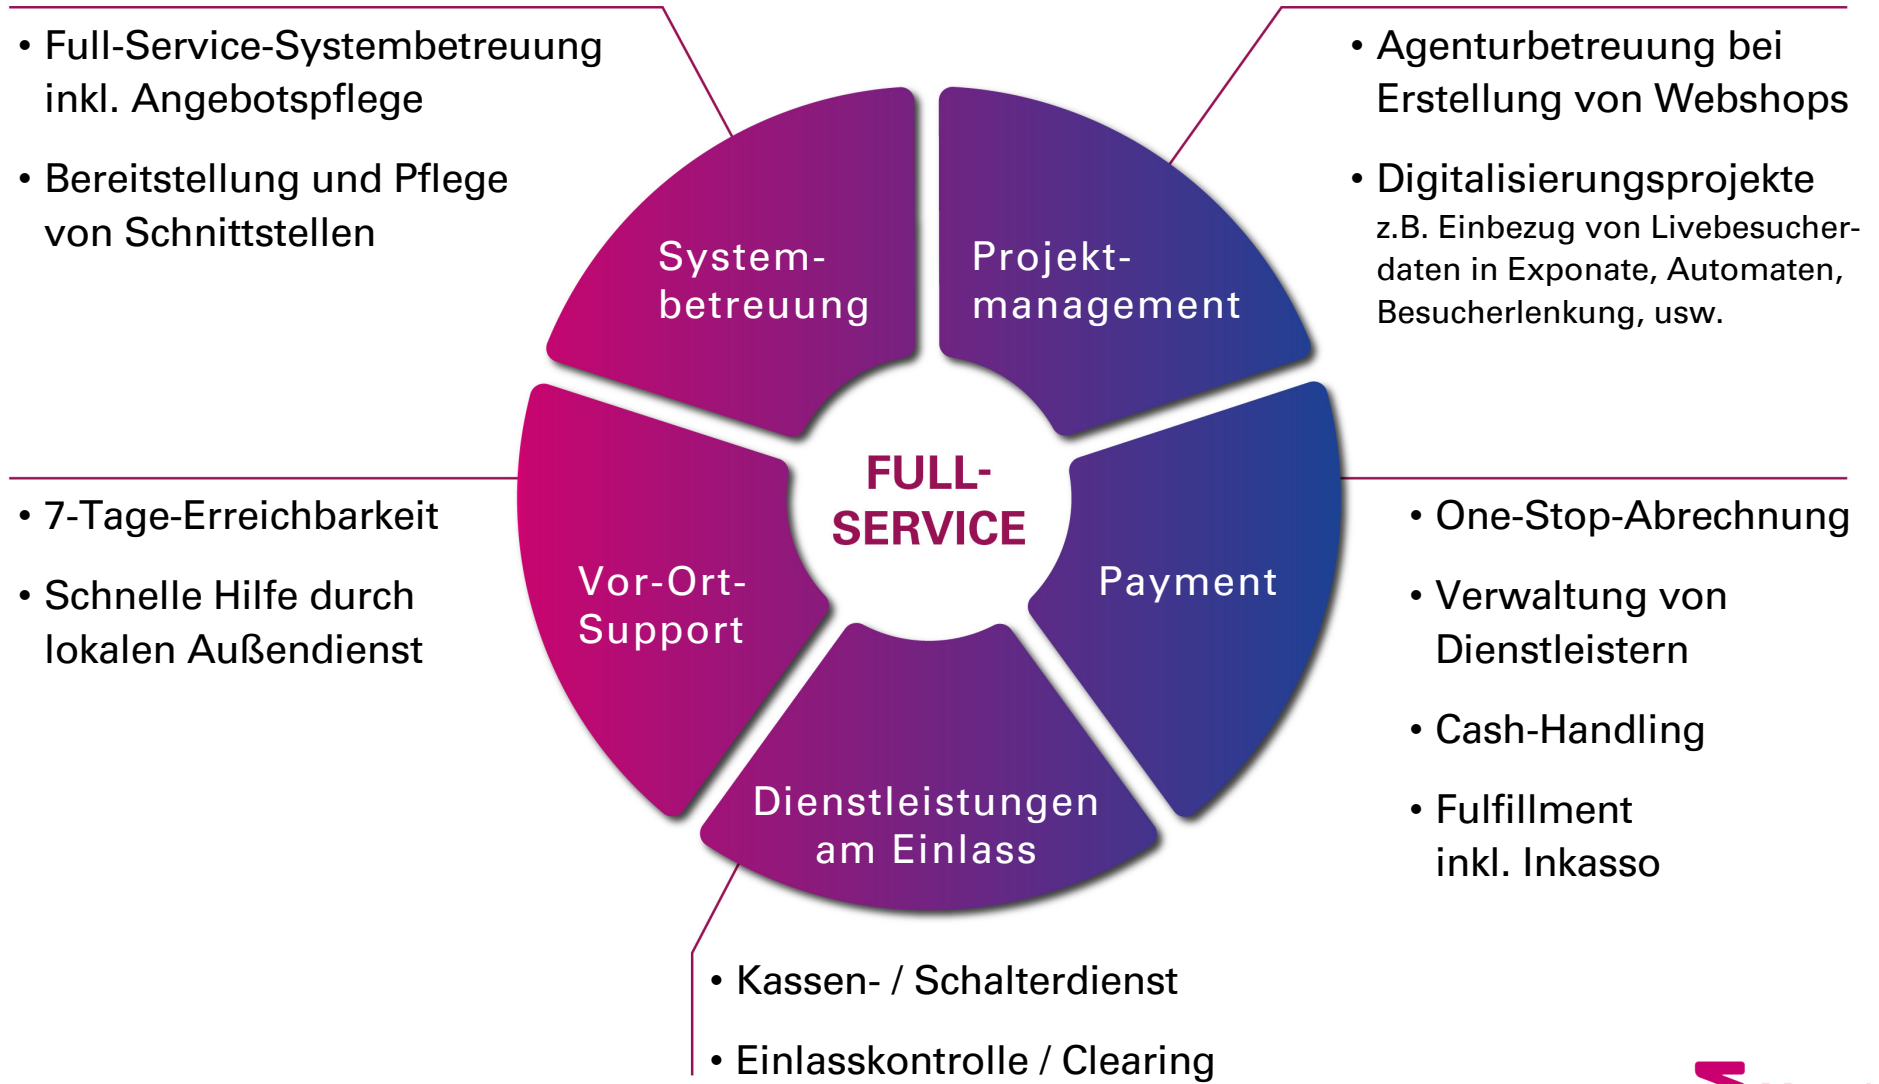 • Full-Service-Systembetreuung
inkl. Angebotspflege
• Bereitstellung und Pflege
von Schnittstellen
• Agenturbetreuung bei
Erstellung von Webshops
• Digitalisierungsprojekte
z.B. Einbezug von Livebesucher-
daten in Exponate, Automaten,
Besucherlenkung, usw.
System-
betreuung
Projekt-
management
FULL-
SERVICE
• 7-Tage-Erreichbarkeit
• Schnelle Hilfe durch
lokalen Außendienst
Vor-Ort-
Support
Payment
• One-Stop-Abrechnung
• Verwaltung von
Dienstleistern
• Cash-Handling
• Fulfillment
inkl. Inkasso
Dienstleistungen
am Einlass
• Kassen- / Schalterdienst
• Einlasskontrolle / Clearing